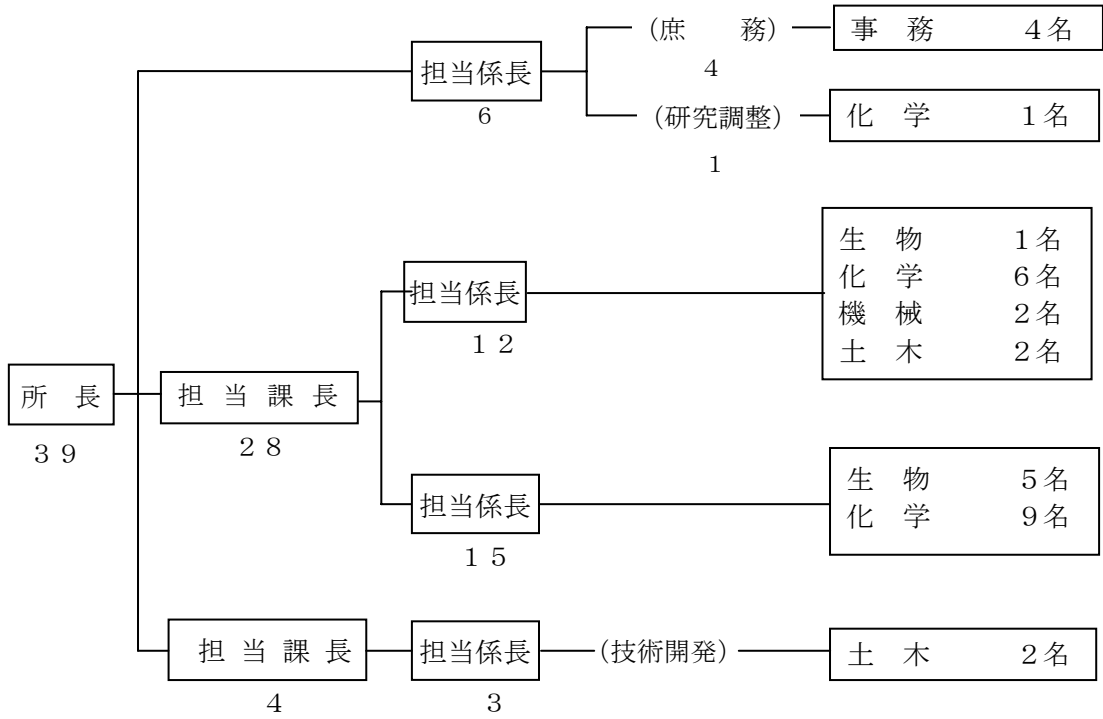 (庶　務) 事　務 4名
担当係長
4
6
(研究調整) 化　学 1名
1
生　物 1名
化　学 6名
機　械 2名
土　木 2名
担当係長
12
所　長 担当課長
39 28
生　物 5名
化　学 9名
担当係長
15
担当課長 担当係長 (技術開発) 土　木 2名
4 3